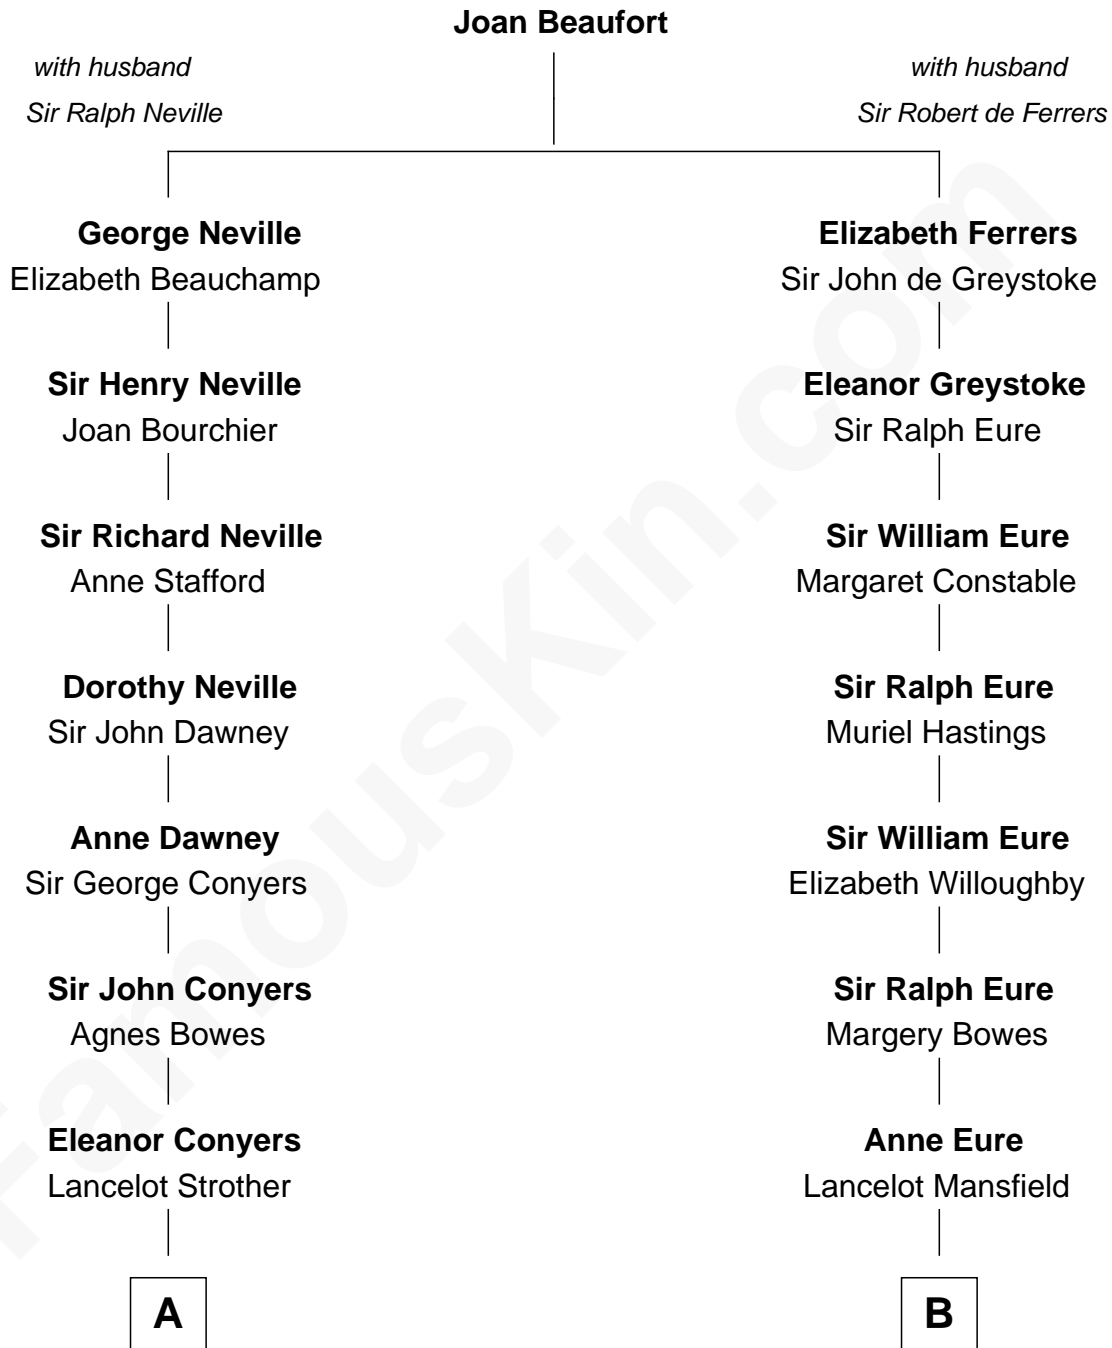 Joan Beaufort
with husband
Sir Ralph Neville
with husband
Sir Robert de Ferrers
George Neville
Elizabeth Beauchamp
Sir Henry Neville
Joan Bourchier
Sir Richard Neville
Anne Stafford
Dorothy Neville
Sir John Dawney
Anne Dawney
Sir George Conyers
Sir John Conyers
Agnes Bowes
Eleanor Conyers
Lancelot Strother
A
Elizabeth Ferrers
Sir John de Greystoke
Eleanor Greystoke
Sir Ralph Eure
Sir William Eure
Margaret Constable
Sir Ralph Eure
Muriel Hastings
Sir William Eure
Elizabeth Willoughby
Sir Ralph Eure
Margery Bowes
Anne Eure
Lancelot Mansfield
B
FamousKin.com